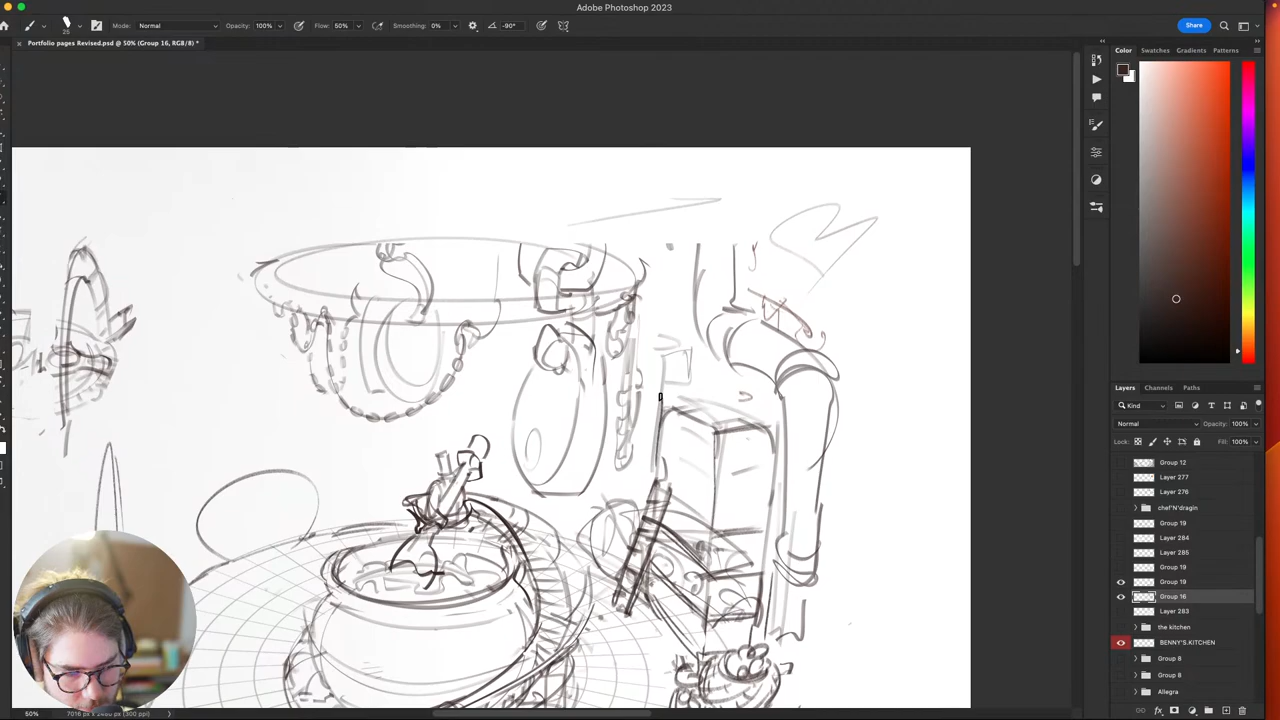 Adobe Photoshop 2023
25
Mode: Normal
Opacity: 100%
Flow: 50%
Smoothing: 0%
-90°
Share
Portfolio pages Revised.psd @ 50% (Group 16, RGB/8) *
Color
Swatches
Gradients
Patterns
Layers
Channels
Paths
Kind
Normal
Opacity: 100%
Lock:
Fill: 100%
Group 12
Layer 277
Layer 276
chef'N'dragin
Group 19
Layer 284
Layer 285
Group 19
Group 19
Group 16
Layer 283
the kitchen
BENNY'S.KITCHEN
Group 8
Group 8
Allegra
50%